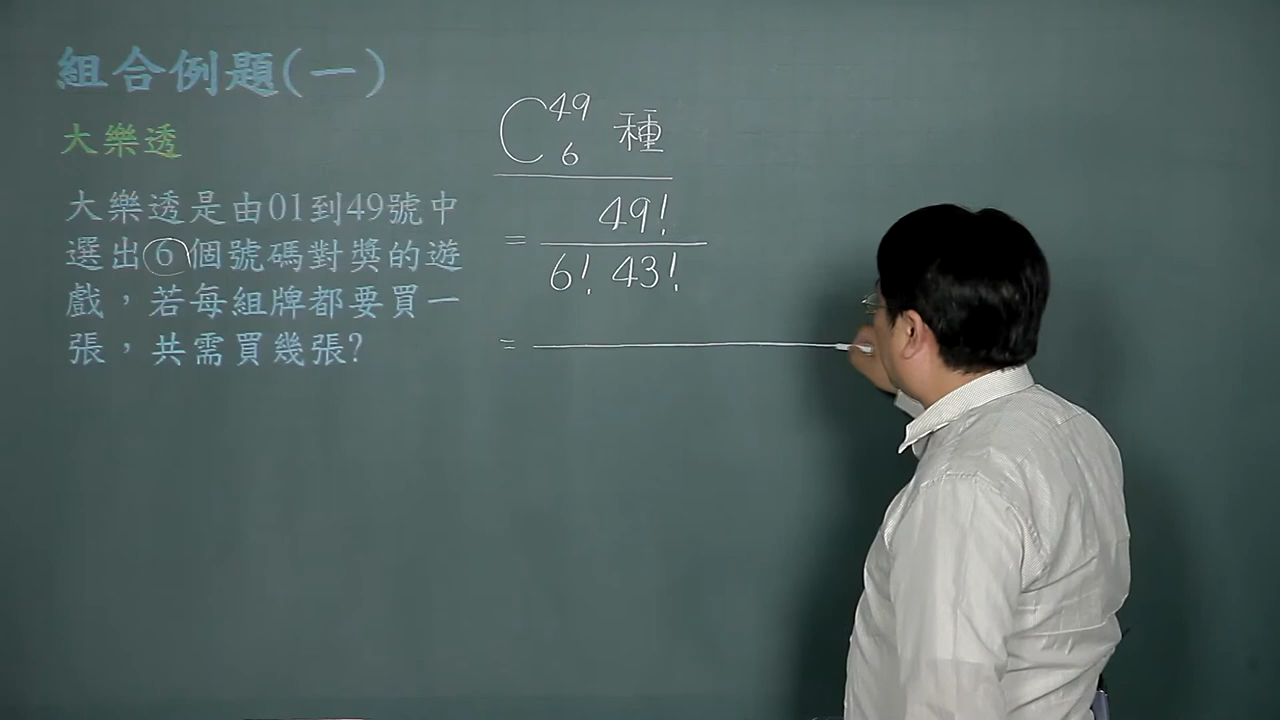 組合例題(一)
大樂透
大樂透是由01到49號中
選出6個號碼對獎的遊
戲，若每組牌都要買一
張，共需買幾張?
C 49 6 種
= 49! / 6! 43!
=